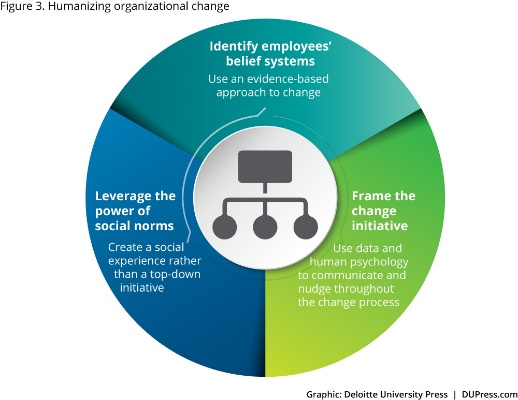 Figure 3. Humanizing organizational change
Identify employees'
belief systems
Use an evidence-based
approach to change
Frame the
change
initiative
Use data and
human psychology
to communicate and
nudge throughout
the change process
Leverage the
power of
social norms
Create a social
experience rather
than a top-down
initiative
Graphic: Deloitte University Press | DUPress.com